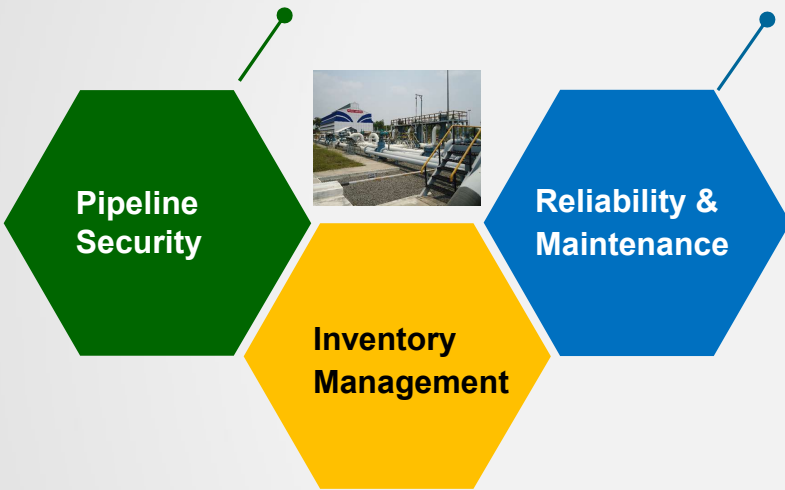 Pipeline
Security
Inventory
Management
Reliability &
Maintenance